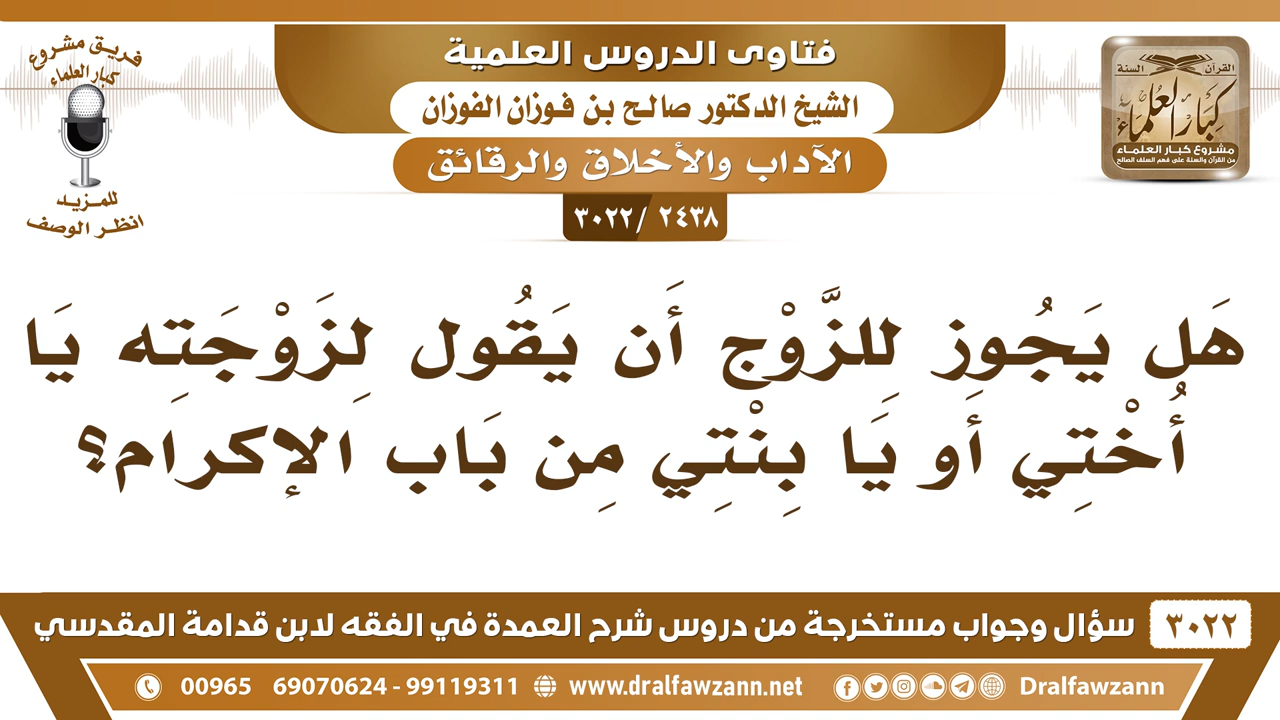 فتاوى الدروس العلمية
الشيخ الدكتور صالح بن فوزان الفوزان
الآداب والأخلاق والرقائق
٢٤٣٨ / ٣٠٢٢
القرآن السنة
كبار العلماء
مشروع كبار العلماء
من القرآن والسنة على فهم السلف الصالح
فريق مشروع
كبار العلماء
للمزيد
انظر الوصف
هَل يَجُوزِ لِلزَّوْج أَن يَقُول لِزَوْجَتِه يَا
أُخْتِي أَو يَا بِنْتِي مِن بَاب الإِكرام؟
٣٠٢٢ سؤال وجواب مستخرجة من دروس شرح العمدة في الفقه لابن قدامة المقدسي
00965 69070624 - 99119311 www.dralfawzann.net Dralfawzann